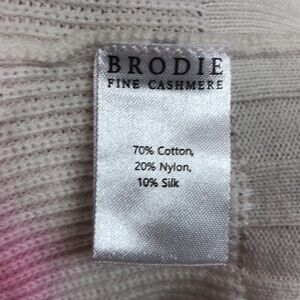 BRODIE
FINE CASHMERE
70% Cotton,
20% Nylon,
10% Silk